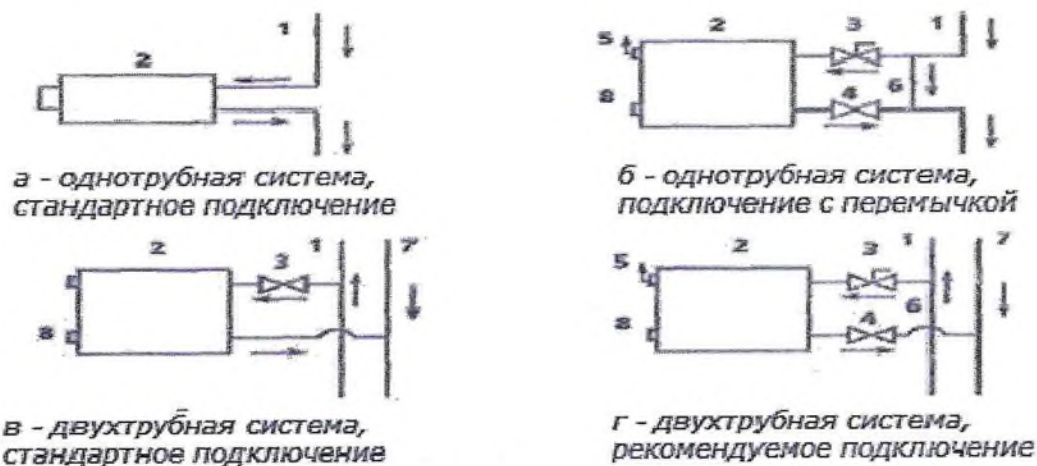 1
2
а - однотрубная система,
стандартное подключение
5 2 3 1
8 4 6
б - однотрубная система,
подключение с перемычкой
2 3 1 7
8
в - двухтрубная система,
стандартное подключение
5 2 3 1 7
8 4 6
г - двухтрубная система,
рекомендуемое подключение